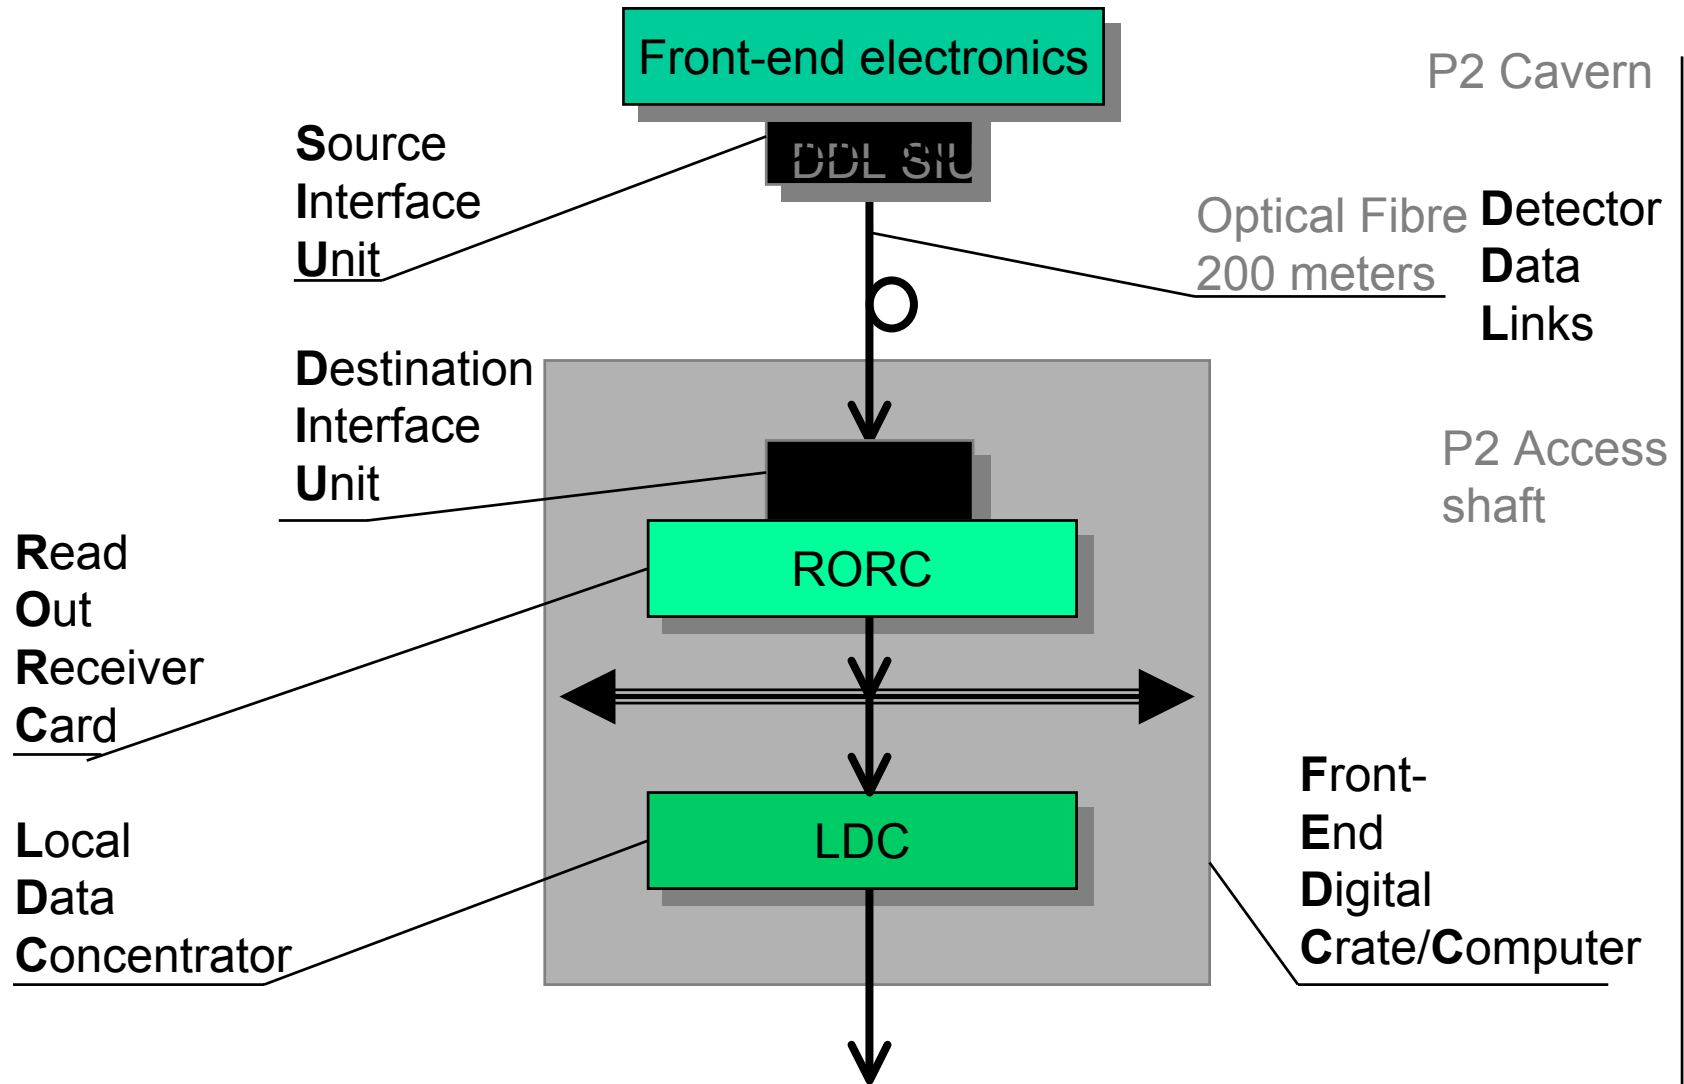 Front-end electronics
P2 Cavern
Source
Interface
Unit
DDL SIU
Optical Fibre
200 meters
Detector
Data
Links
Destination
Interface
Unit
P2 Access
shaft
RORC
Read
Out
Receiver
Card
LDC
Local
Data
Concentrator
Front-
End
Digital
Crate/Computer